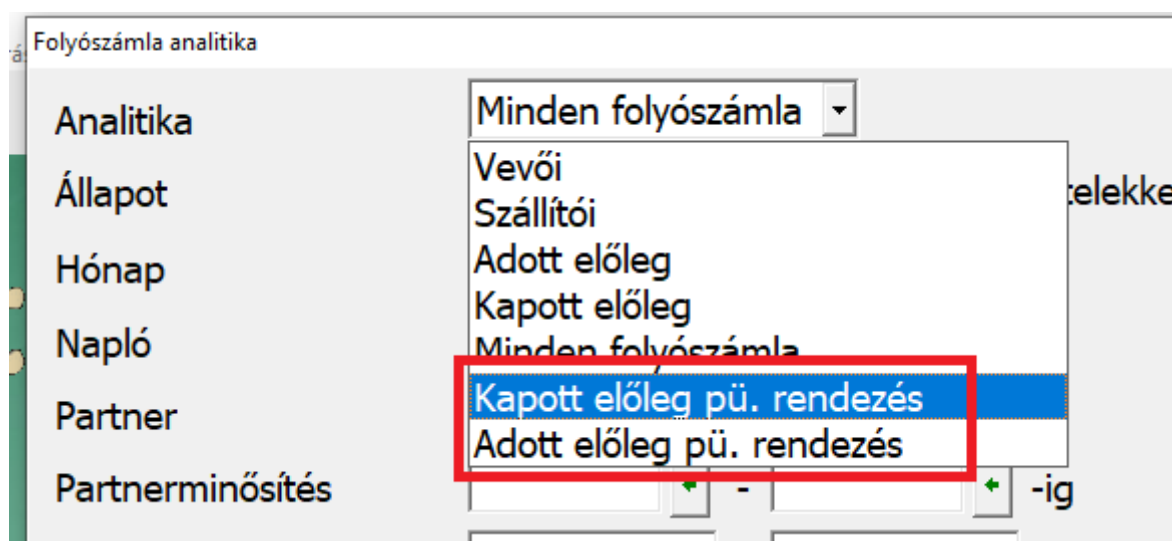 Folyószámla analitika
Analitika
Minden folyószámla
Vevői
Állapot
Szállítói
Adott előleg
Hónap
Kapott előleg
Napló
Minden folyószámla
Kapott előleg pü. rendezés
Partner
Adott előleg pü. rendezés
Partnerminősítés - -ig